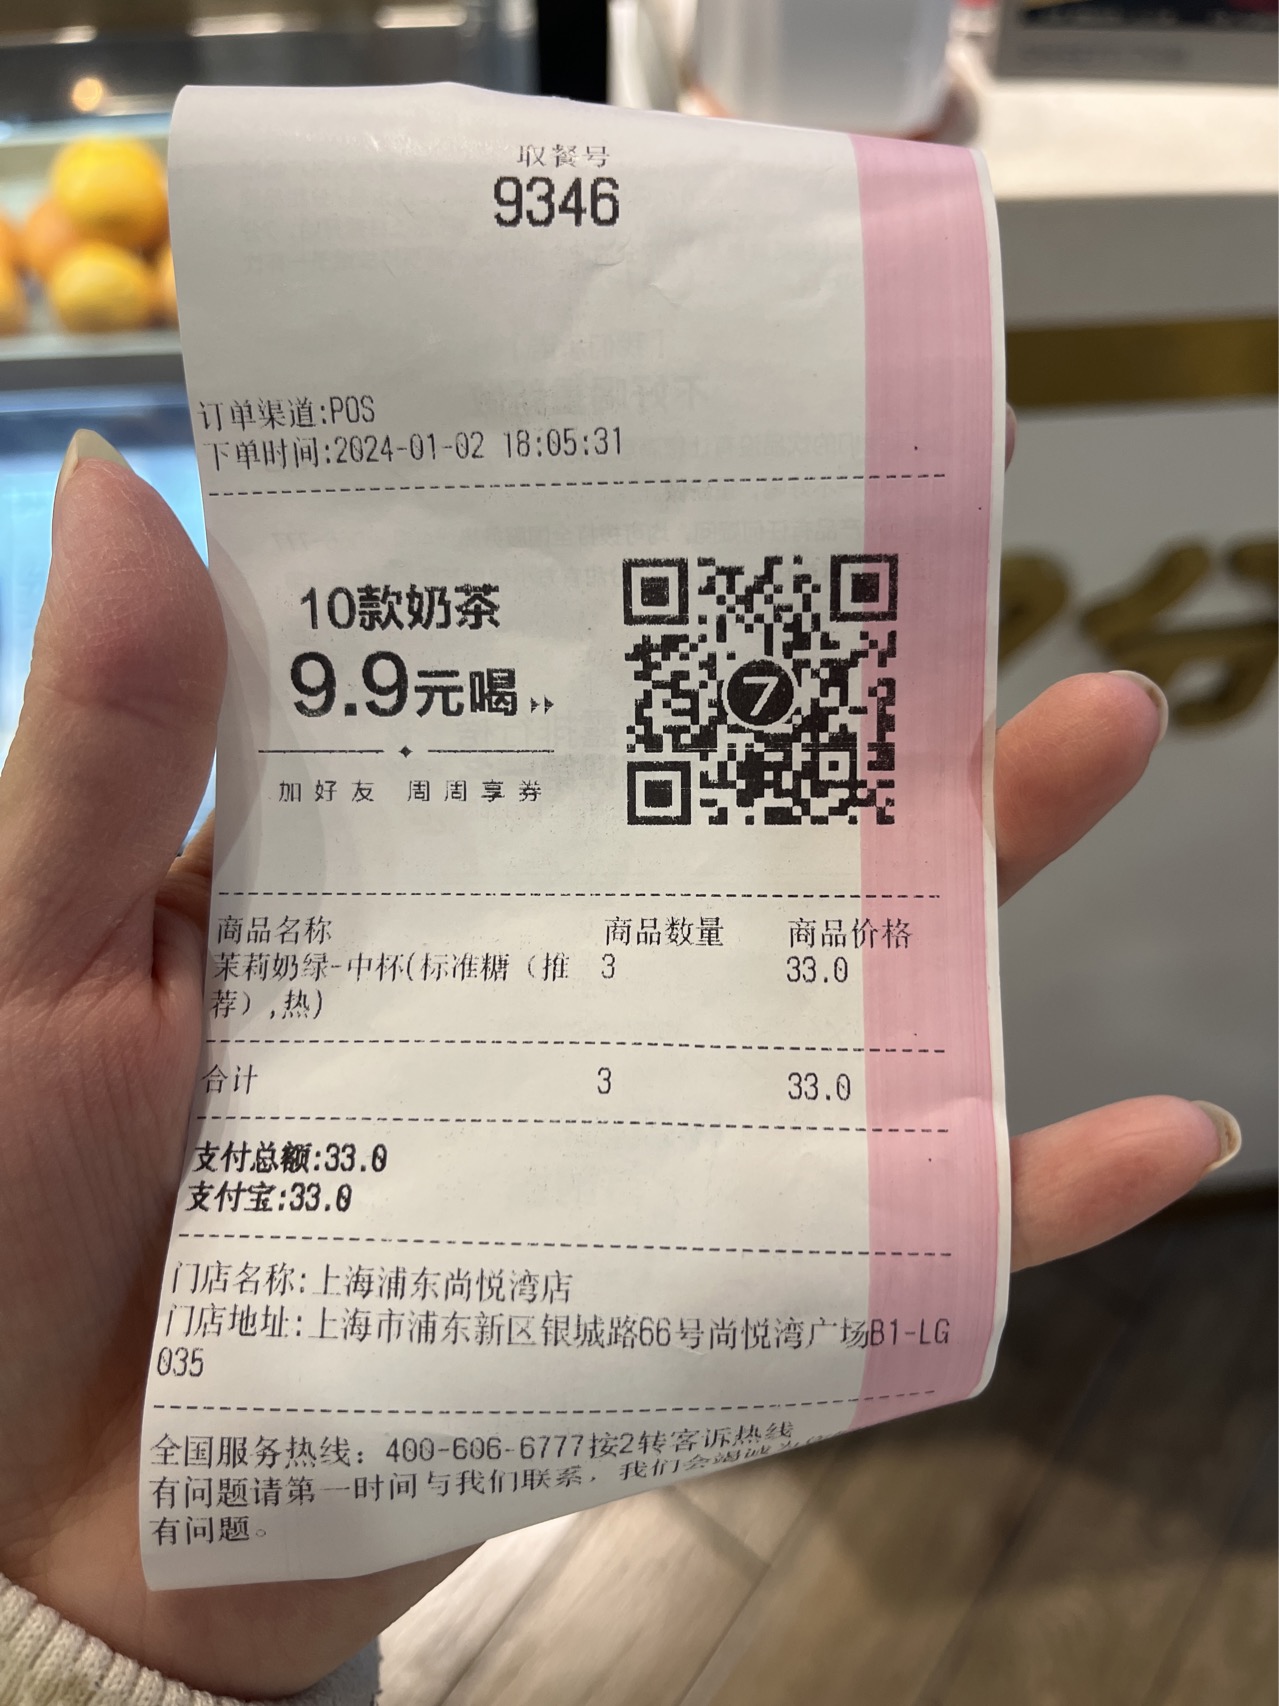 取餐号
9346
订单渠道:POS
下单时间:2024-01-02 18:05:31
10款奶茶
9.9元喝
加好友 周周享券
7
商品名称 商品数量 商品价格
茉莉奶绿-中杯(标准糖（推 3 33.0
荐）,热)
合计 3 33.0
支付总额:33.0
支付宝:33.0
门店名称:上海浦东尚悦湾店
门店地址:上海市浦东新区银城路66号尚悦湾广场B1-LG
035
全国服务热线：400-606-6777按2转客诉热线
有问题请第一时间与我们联系，我们会竭诚为
有问题。